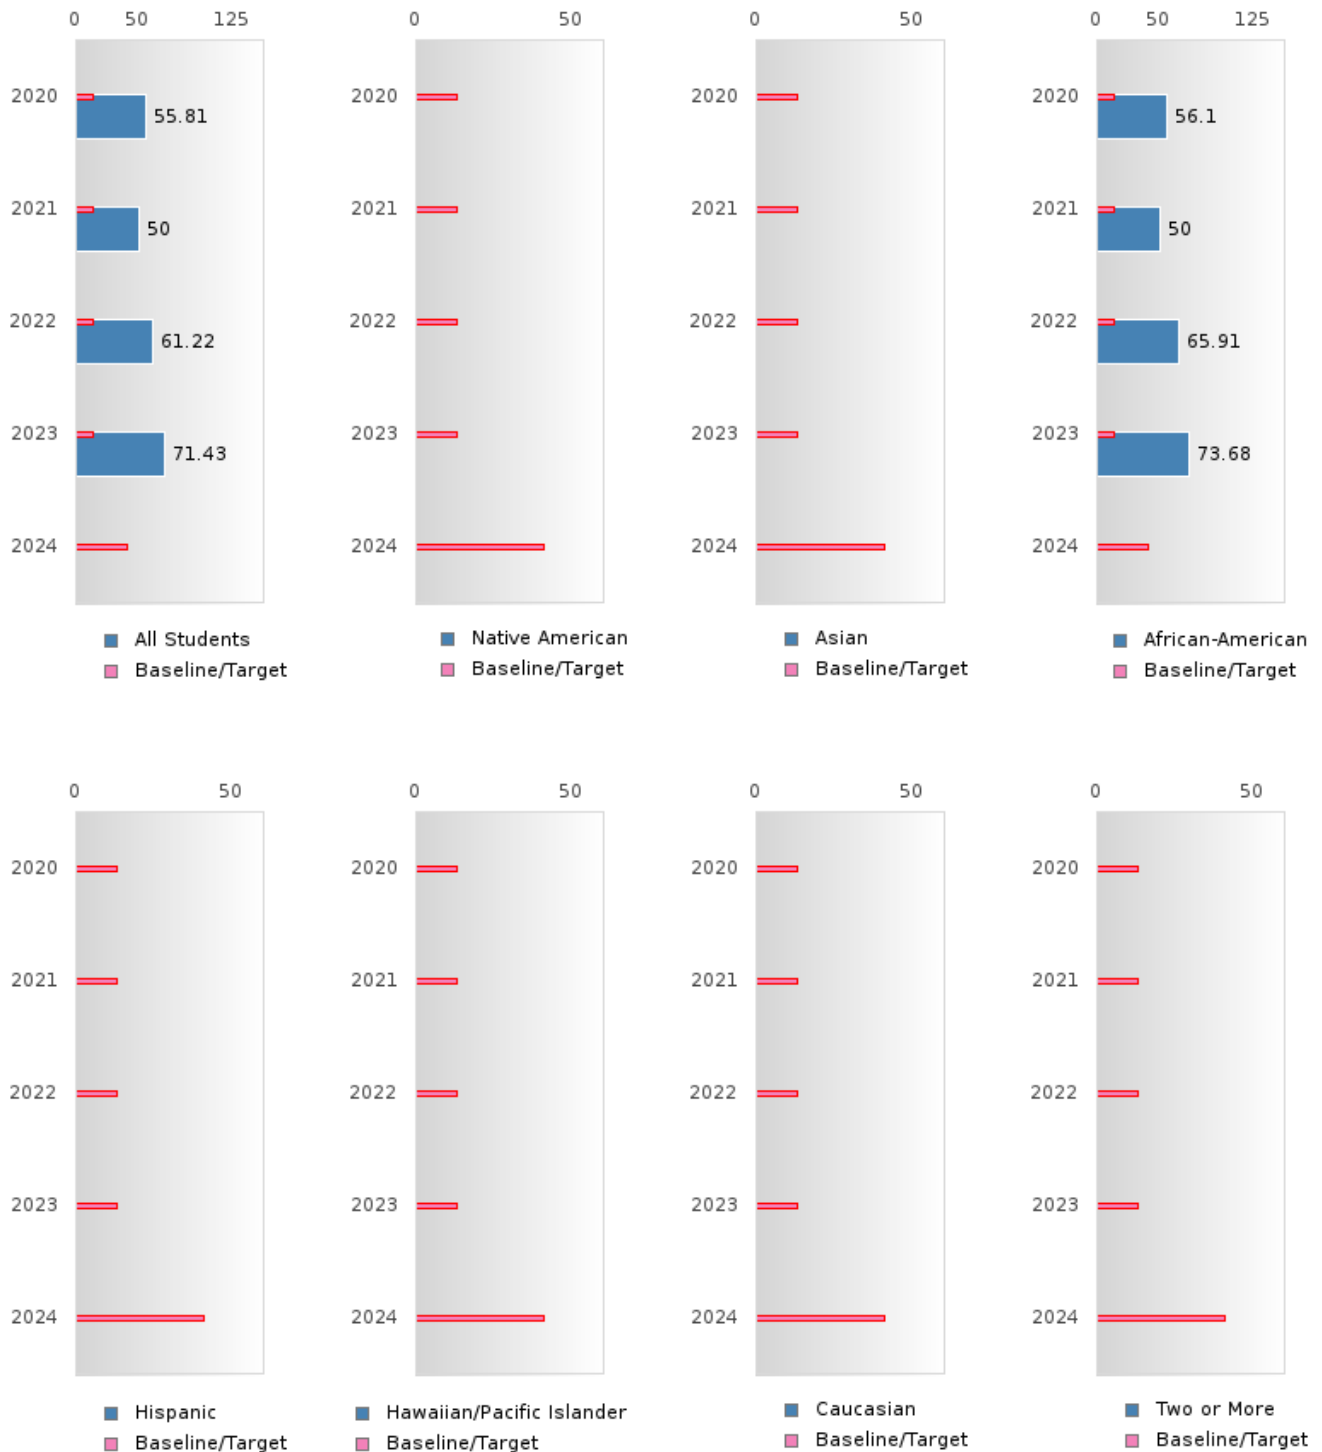 0 50 125 0 50 0 50 0 50 125
2020 55.81 2020 2020 2020 56.1
2021 50 2021 2021 2021 50
2022 61.22 2022 2022 2022 65.91
2023 71.43 2023 2023 2023 73.68
2024 2024 2024 2024
All Students Native American Asian African-American
Baseline/Target Baseline/Target Baseline/Target Baseline/Target
0 50 0 50 0 50 0 50
2020 2020 2020 2020
2021 2021 2021 2021
2022 2022 2022 2022
2023 2023 2023 2023
2024 2024 2024 2024
Hispanic Hawaiian/Pacific Islander Caucasian Two or More
Baseline/Target Baseline/Target Baseline/Target Baseline/Target